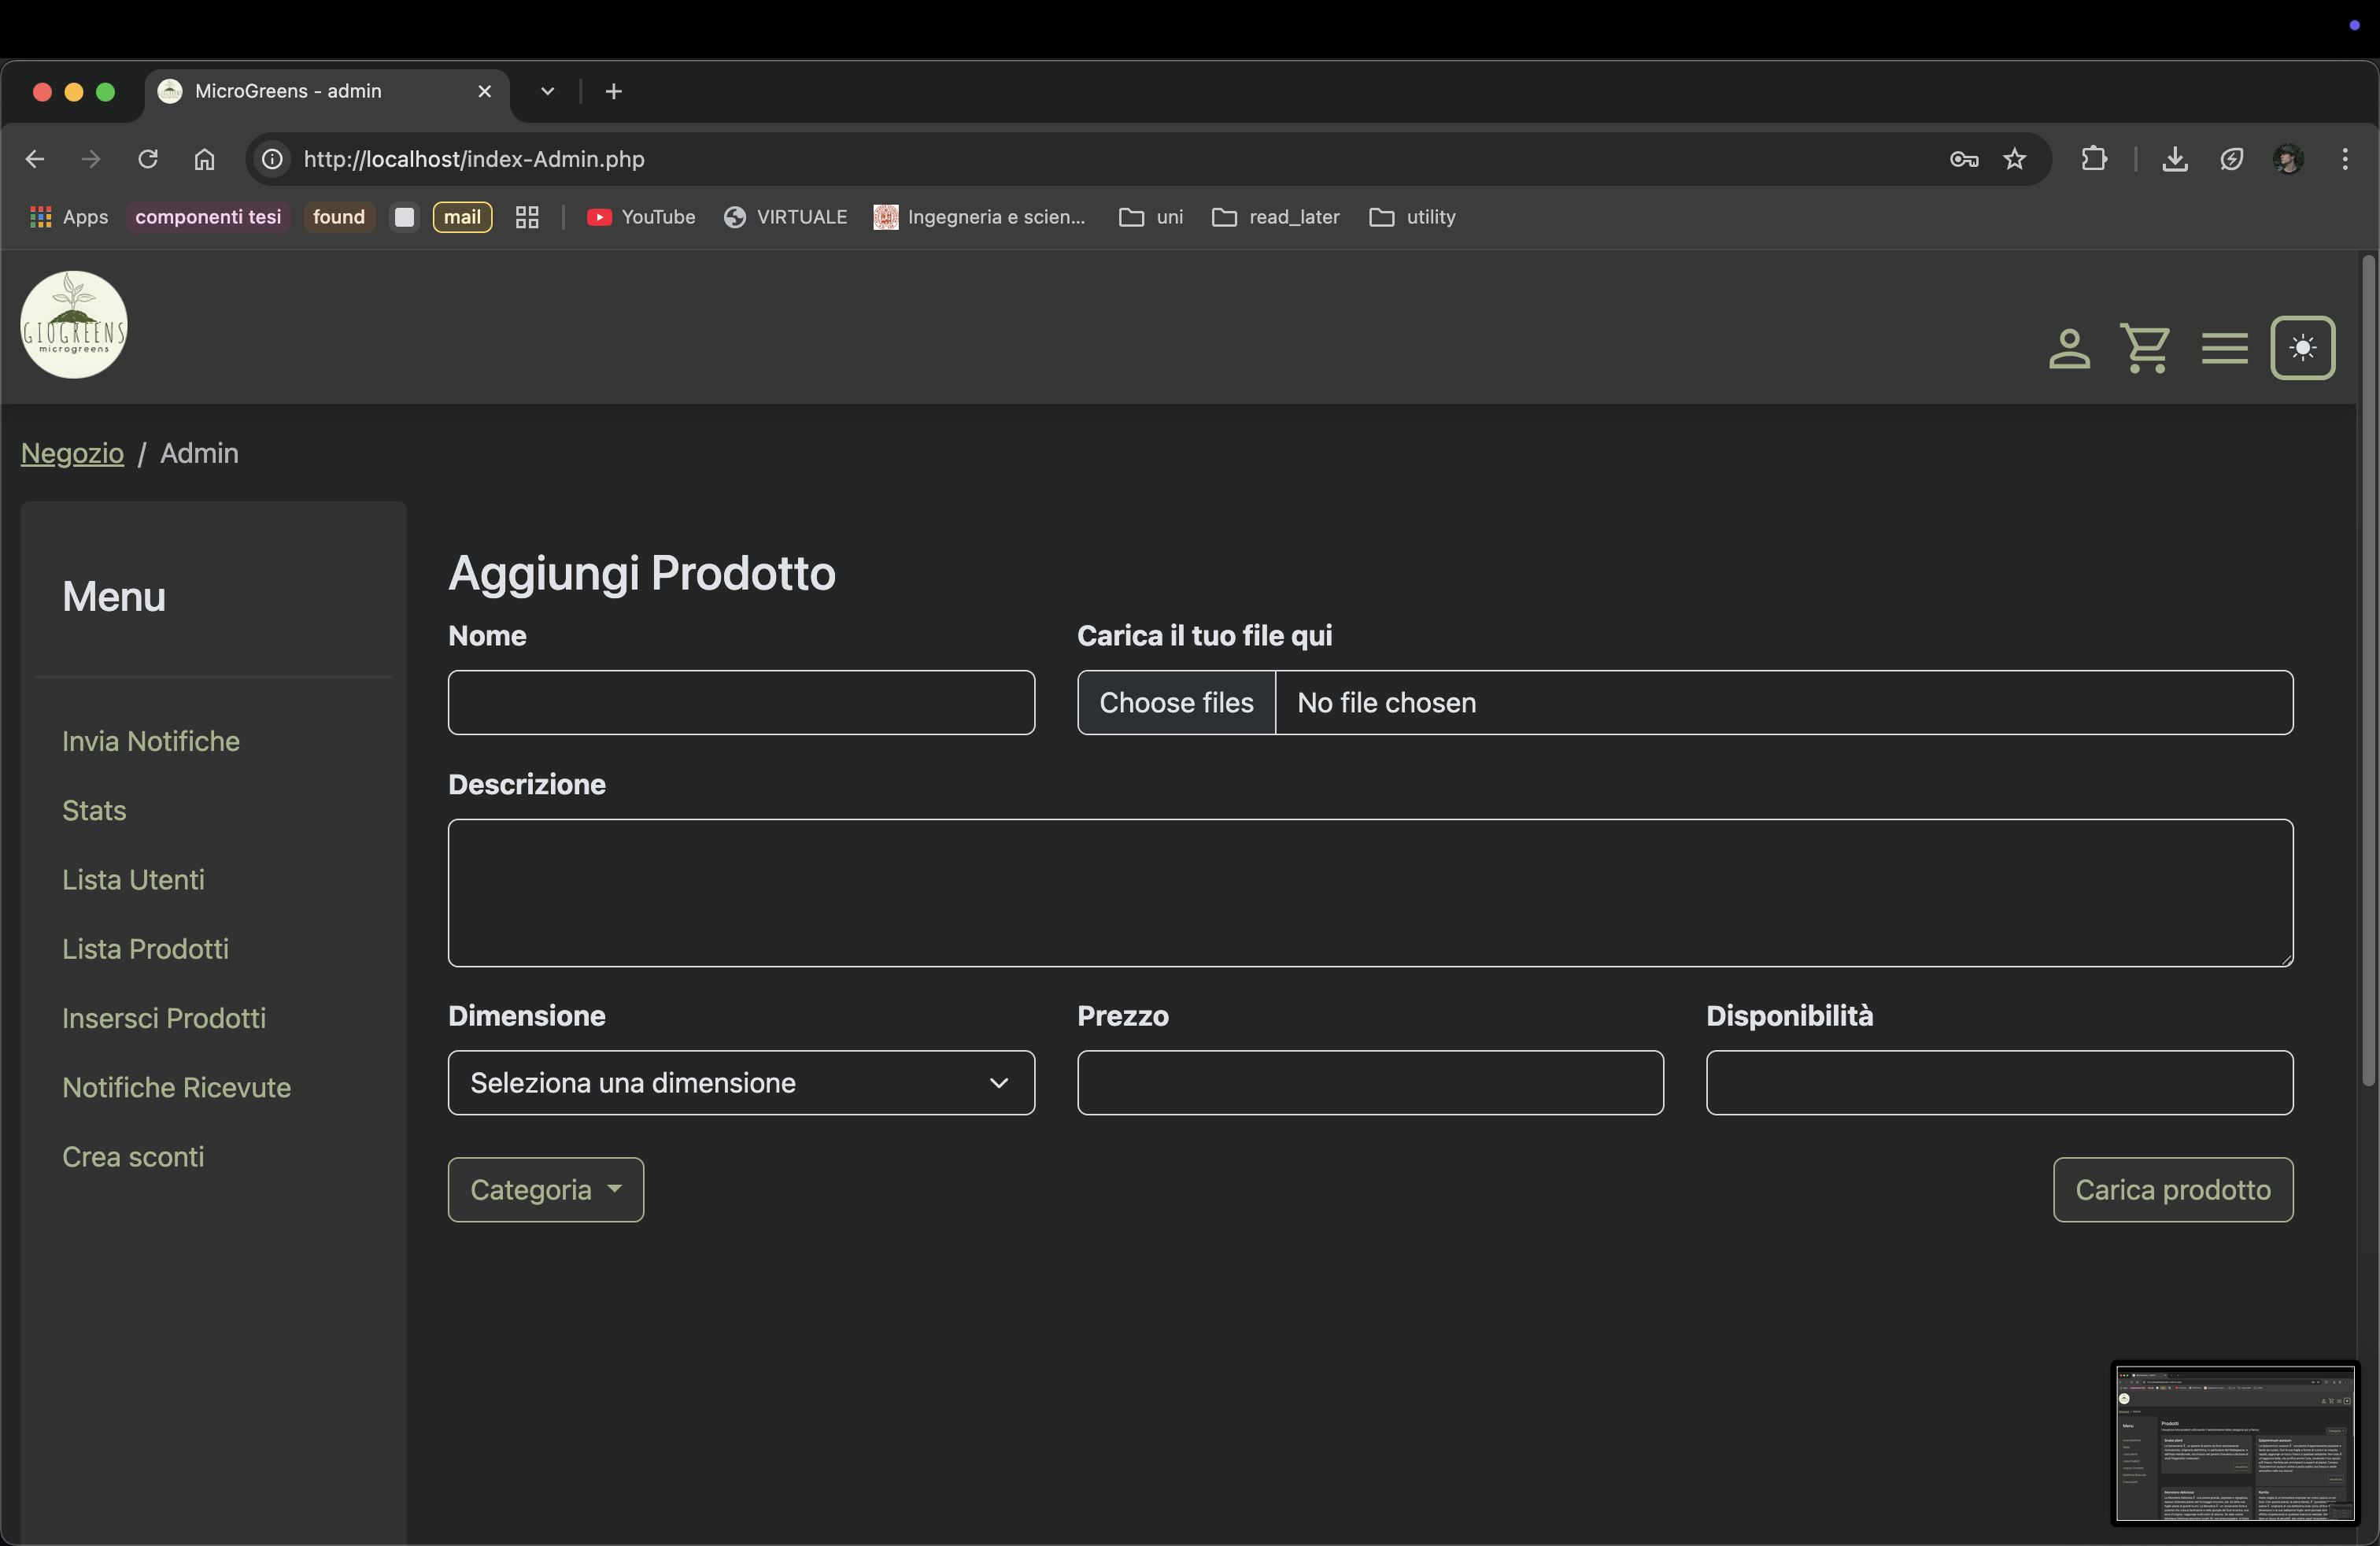 MicroGreens - admin
http://localhost/index-Admin.php
Apps componenti tesi found mail YouTube VIRTUALE Ingegneria e scien... uni read_later utility
GIOGREENS
microgreens
Negozio / Admin
Menu
Invia Notifiche
Stats
Lista Utenti
Lista Prodotti
Insersci Prodotti
Notifiche Ricevute
Crea sconti
Aggiungi Prodotto
Nome
Carica il tuo file qui
Choose files No file chosen
Descrizione
Dimensione
Prezzo
Disponibilità
Seleziona una dimensione
Categoria
Carica prodotto
Menu
Prodotti